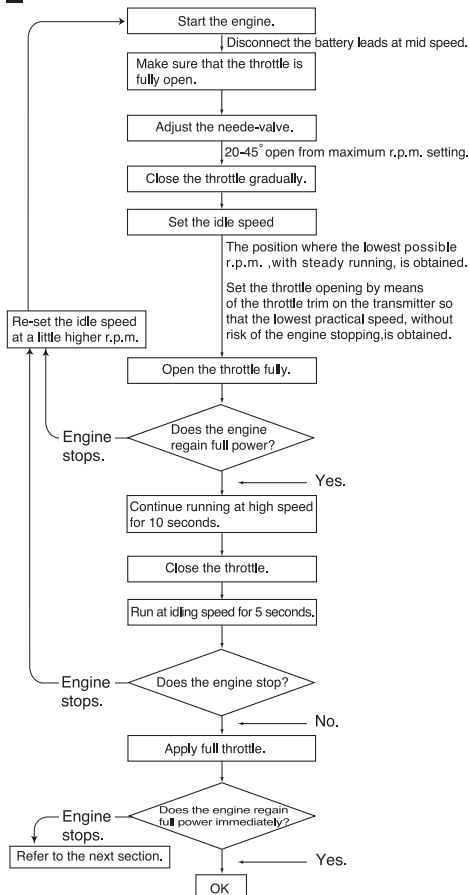 Start the engine.
Disconnect the battery leads at mid speed.
Make sure that the throttle is
fully open.
Adjust the neede-valve.
20-45° open from maximum r.p.m. setting.
Close the throttle gradually.
Set the idle speed
The position where the lowest possible
r.p.m. ,with steady running, is obtained.
Set the throttle opening by means
of the throttle trim on the transmitter so
that the lowest practical speed, without
risk of the engine stopping,is obtained.
Re-set the idle speed
at a little higher r.p.m.
Open the throttle fully.
Does the engine
regain full power?
Engine
stops.
Yes.
Continue running at high speed
for 10 seconds.
Close the throttle.
Run at idling speed for 5 seconds.
Does the engine stop?
Engine
stops.
No.
Apply full throttle.
Does the engine regain
full power immediately?
Engine
stops.
Refer to the next section.
Yes.
OK